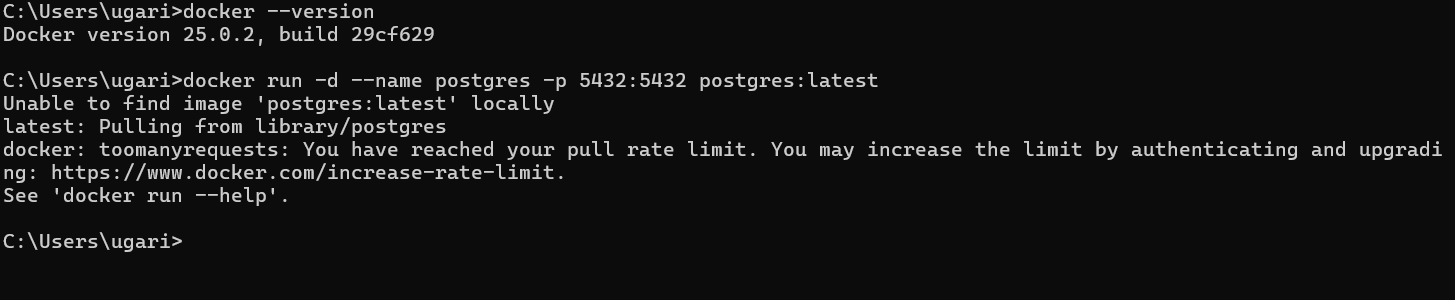 C:\Users\ugari>docker --version
Docker version 25.0.2, build 29cf629
C:\Users\ugari>docker run -d --name postgres -p 5432:5432 postgres:latest
Unable to find image 'postgres:latest' locally
latest: Pulling from library/postgres
docker: toomanyrequests: You have reached your pull rate limit. You may increase the limit by authenticating and upgradi
ng: https://www.docker.com/increase-rate-limit.
See 'docker run --help'.
C:\Users\ugari>